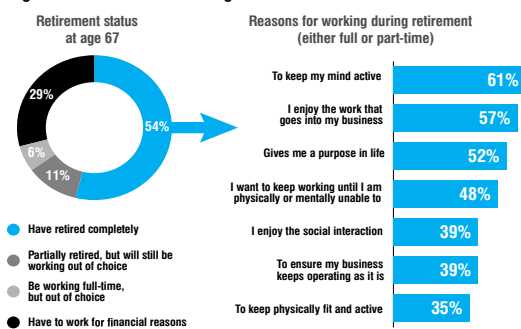 Retirement status
at age 67
29%
54%
6%
11%
Have retired completely
Partially retired, but will still be
working out of choice
Be working full-time,
but out of choice
Have to work for financial reasons
Reasons for working during retirement
(either full or part-time)
To keep my mind active
61%
I enjoy the work that
goes into my business
57%
Gives me a purpose in life
52%
I want to keep working until I am
physically or mentally unable to
48%
I enjoy the social interaction
39%
To ensure my business
keeps operating as it is
39%
To keep physically fit and active
35%